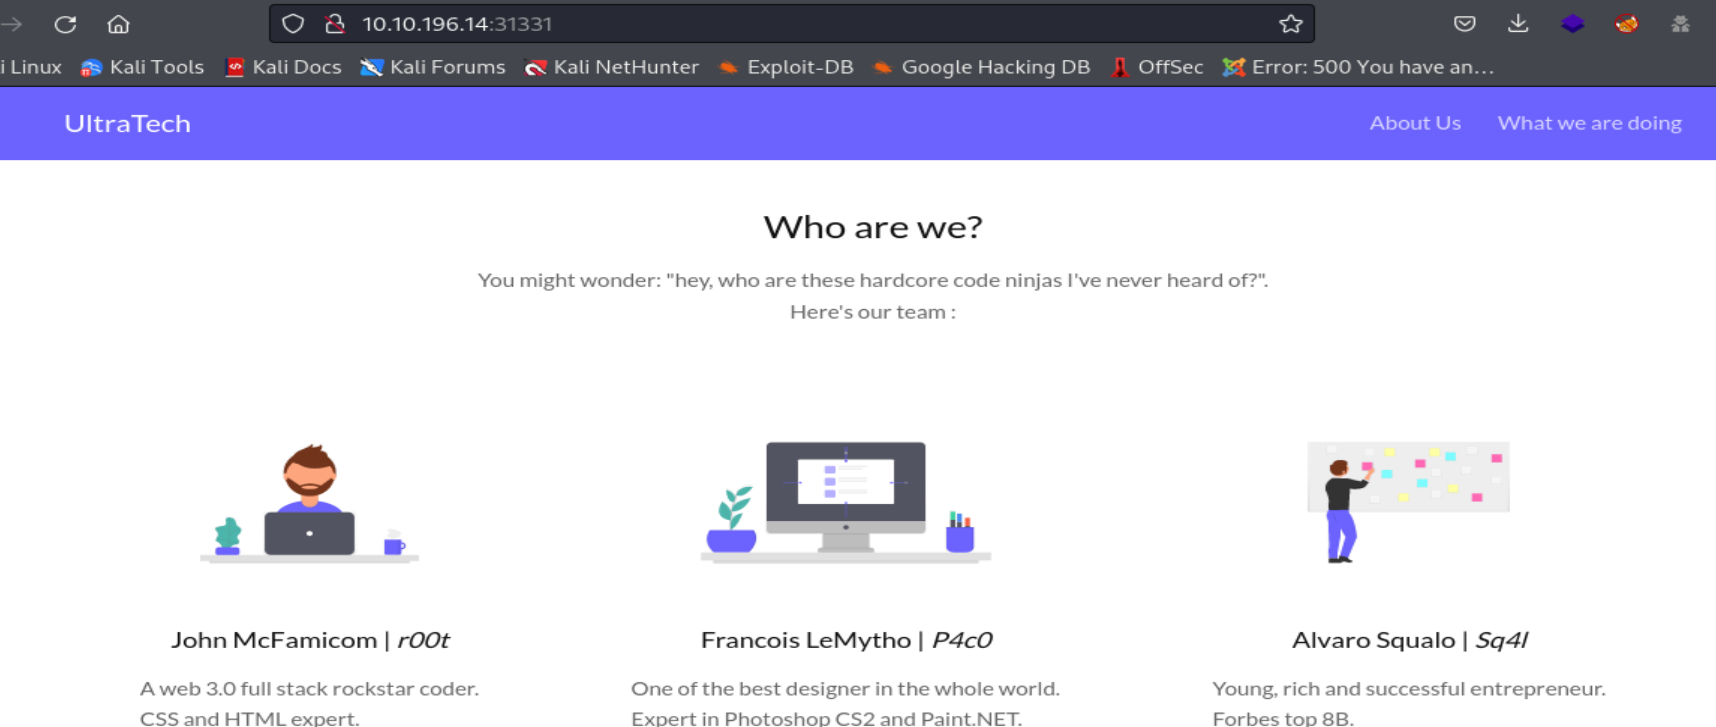 10.10.196.14:31331
i Linux Kali Tools Kali Docs Kali Forums Kali NetHunter Exploit-DB Google Hacking DB OffSec Error: 500 You have an...
UltraTech About Us What we are doing
Who are we?
You might wonder: "hey, who are these hardcore code ninjas I've never heard of?".
Here's our team :
John McFamicom | r00t
A web 3.0 full stack rockstar coder.
CSS and HTML expert.
Francois LeMytho | P4c0
One of the best designer in the whole world.
Expert in Photoshop CS2 and Paint.NET.
Alvaro Squalo | Sq4l
Young, rich and successful entrepreneur.
Forbes top 8B.